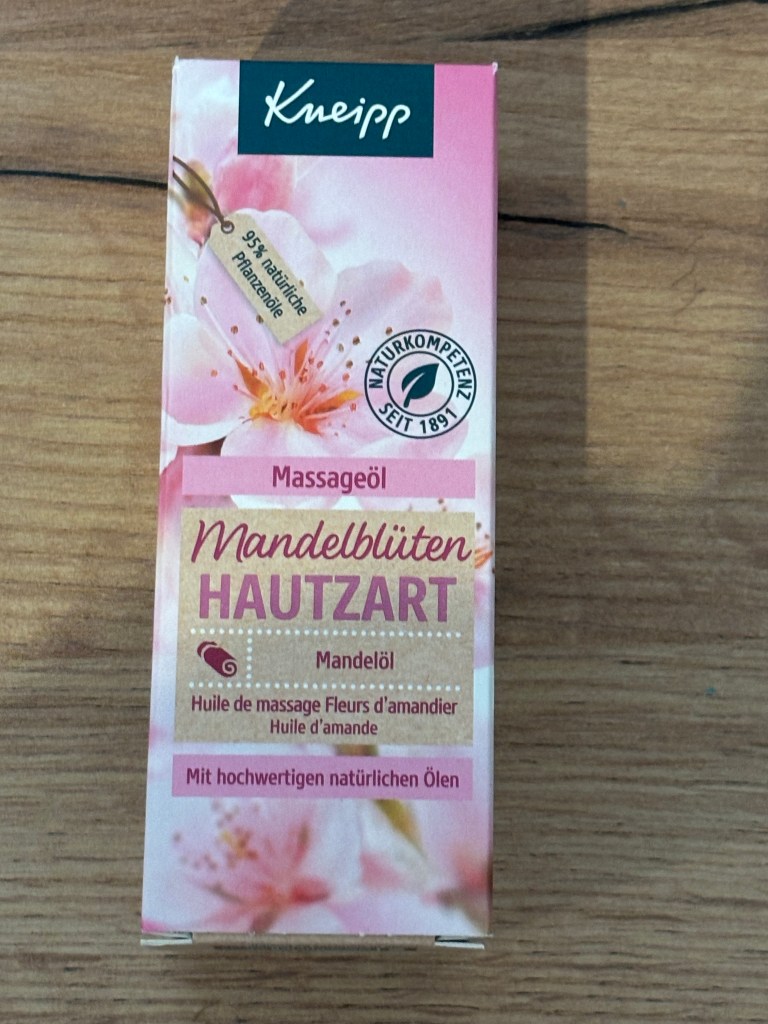 Kneipp
95% natürliche
Pflanzenöle
NATURKOMPETENZ
SEIT 1891
Massageöl
Mandelblüten
HAUTZART
Mandelöl
Huile de massage Fleurs d'amandier
Huile d'amande
Mit hochwertigen natürlichen Ölen